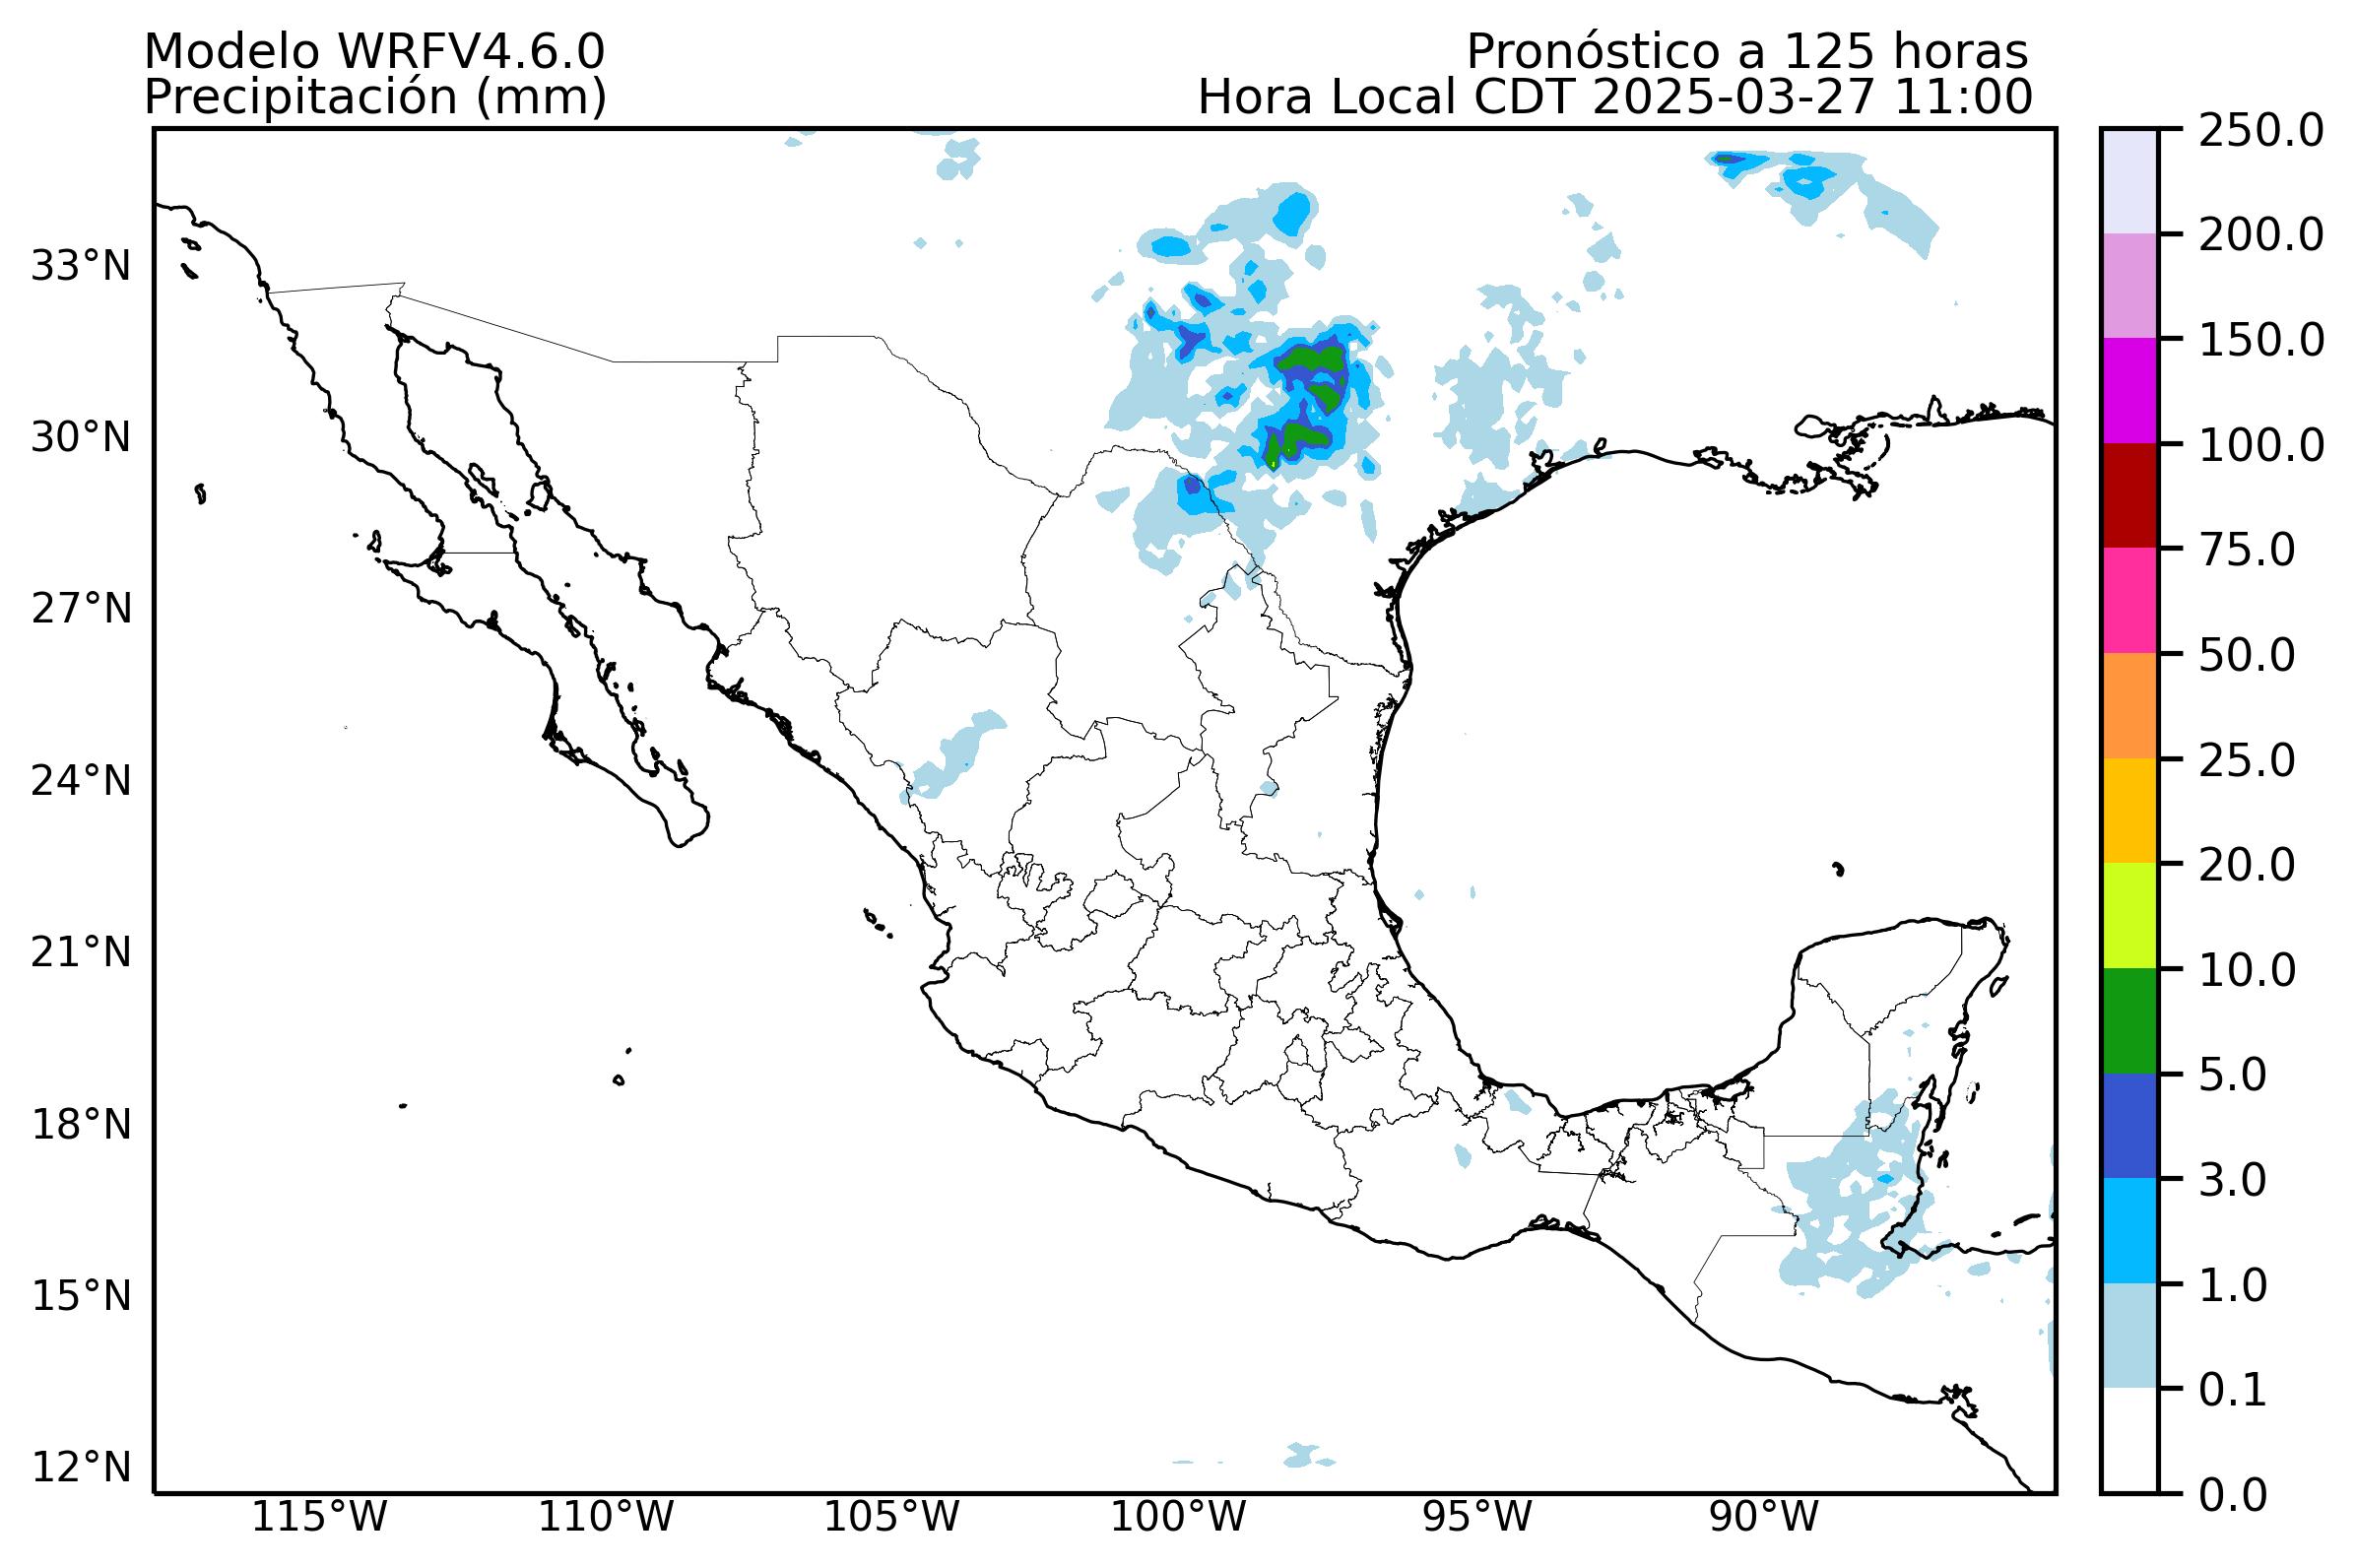 Modelo WRFV4.6.0
Precipitación (mm)
Pronóstico a 125 horas
Hora Local CDT 2025-03-27 11:00
33°N
30°N
27°N
24°N
21°N
18°N
15°N
12°N
115°W
110°W
105°W
100°W
95°W
90°W
250.0
200.0
150.0
100.0
75.0
50.0
25.0
20.0
10.0
5.0
3.0
1.0
0.1
0.0